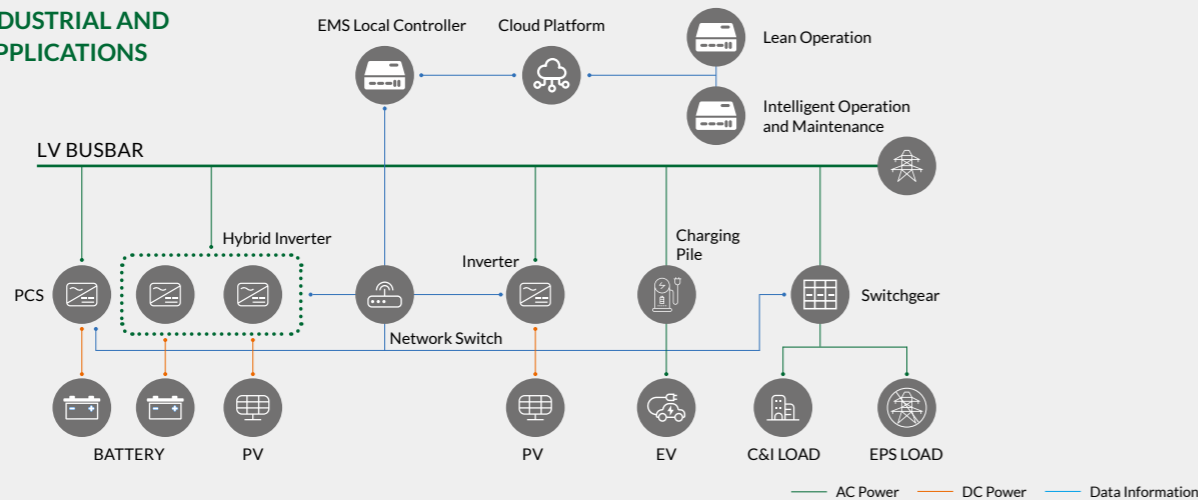 DUSTRIAL AND
PPLICATIONS
EMS Local Controller
Cloud Platform
Lean Operation
Intelligent Operation
and Maintenance
LV BUSBAR
Hybrid Inverter
Charging
Pile
Inverter
PCS
Switchgear
Network Switch
BATTERY
PV
PV
EV
C&I LOAD
EPS LOAD
AC Power
DC Power
Data Information